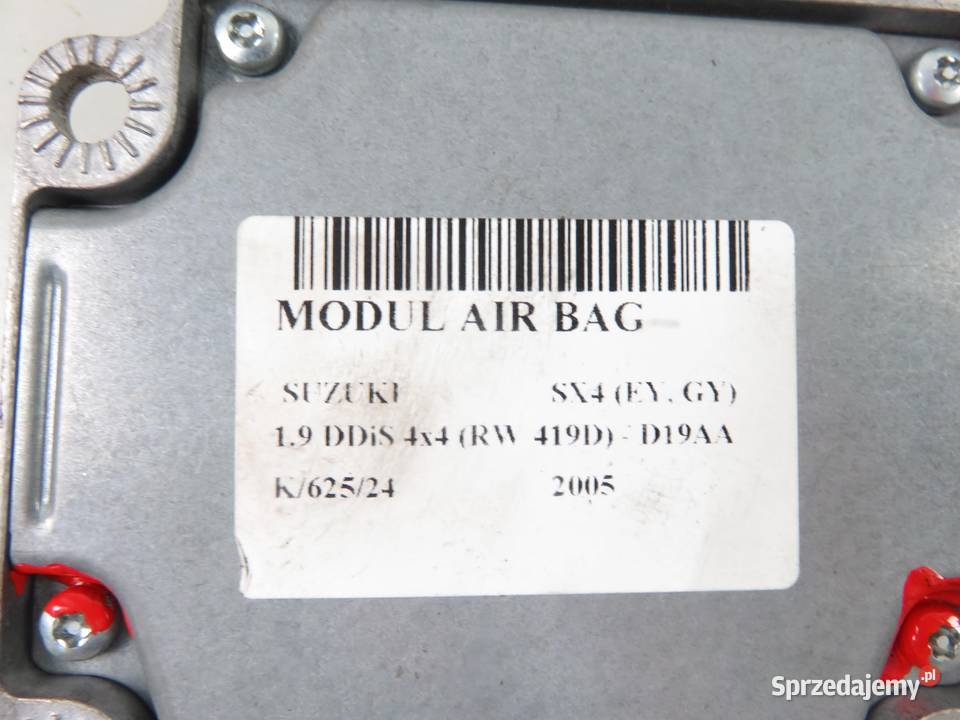 MODUL AIR BAG
SUZUKI SX4 (EY, GY)
1.9 DDiS 4x4 (RW 419D) - D19AA
K/625/24 2005
Sprzedajemy.pl